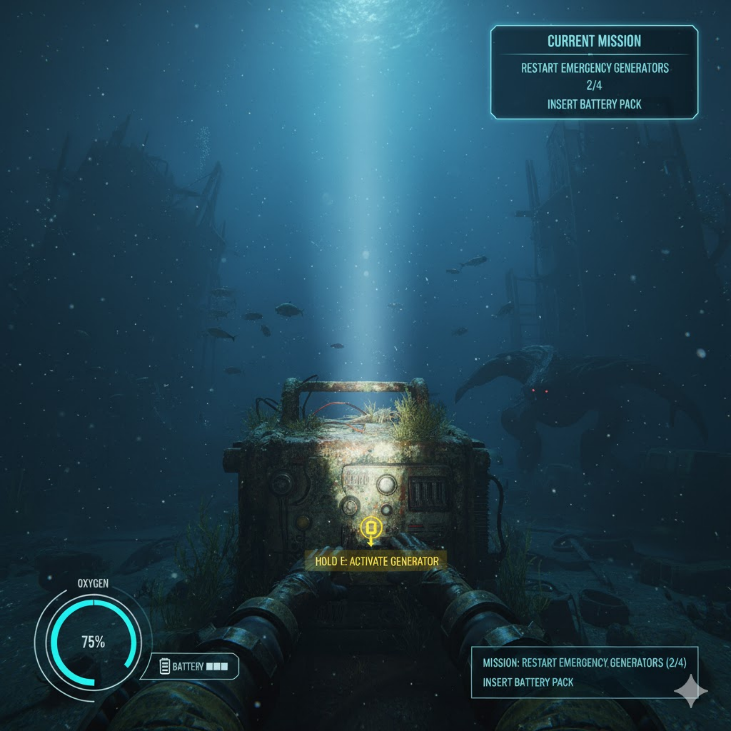 CURRENT MISSION
RESTART EMERGENCY GENERATORS
2/4
INSERT BATTERY PACK
HOLD E: ACTIVATE GENERATOR
OXYGEN
75%
BATTERY
MISSION: RESTART EMERGENCY GENERATORS (2/4)
INSERT BATTERY PACK